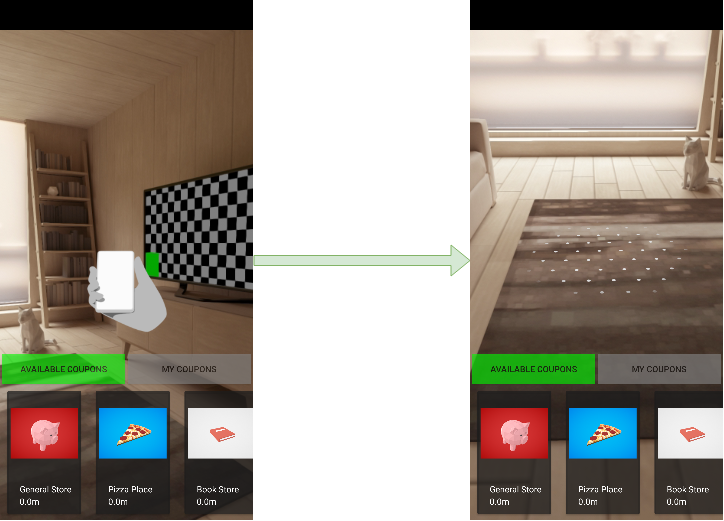 AVAILABLE COUPONS
MY COUPONS
General Store
0.0m
Pizza Place
0.0m
Book Store
0.0m
AVAILABLE COUPONS
MY COUPONS
General Store
0.0m
Pizza Place
0.0m
Book Store
0.0m